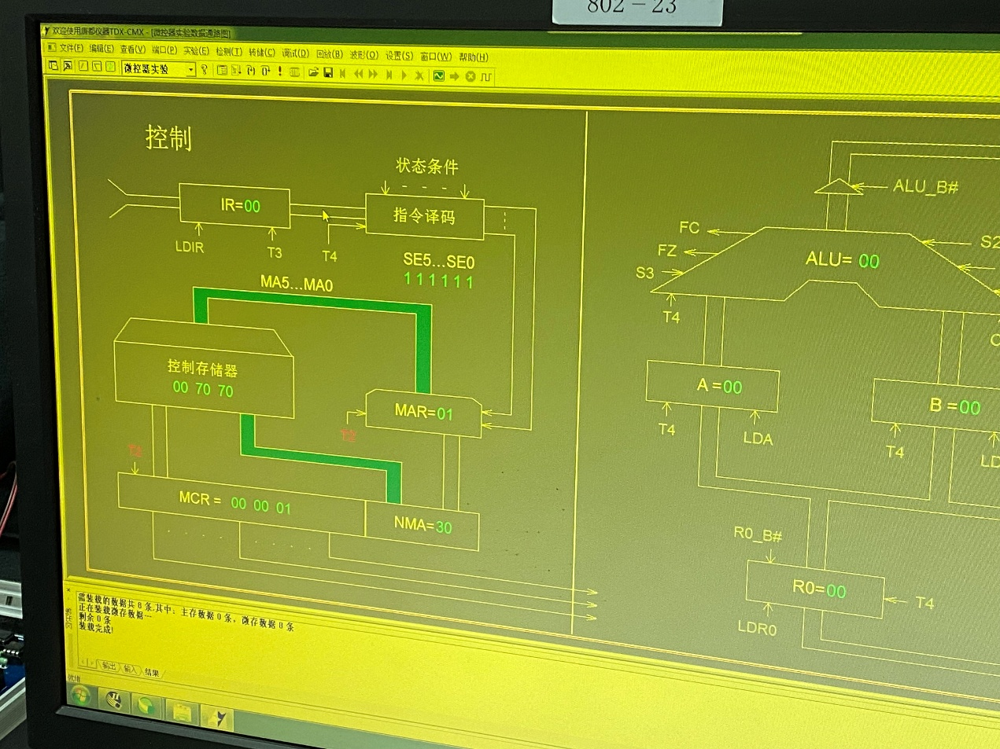 802－23
欢迎使用唐都仪器TDX-CMX - [微控器实验数据通路图]
文件(F) 编辑(E) 查看(V) 端口(P) 实验(E) 检测(T) 转储(C) 调试(D) 回放(B) 波形(O) 设置(S) 窗口(W) 帮助(H)
微控器实验
控制
状态条件
IR=00
指令译码
LDIR
T3
T4
SE5...SE0
111111
MA5...MA0
控制存储器
00 70 70
MAR=01
T2
T2
MCR = 00 00 01
NMA=30
ALU_B#
FC
FZ
S3
ALU= 00
S2
T4
A =00
B =00
T4
LDA
T4
R0_B#
R0=00
T4
LDR0
需装载的数据共 8 条,其中: 主存数据 0 条, 微存数据 8 条
正在装载微存数据...
剩余 0 条
装载完成!
输出 输入 结果
就绪